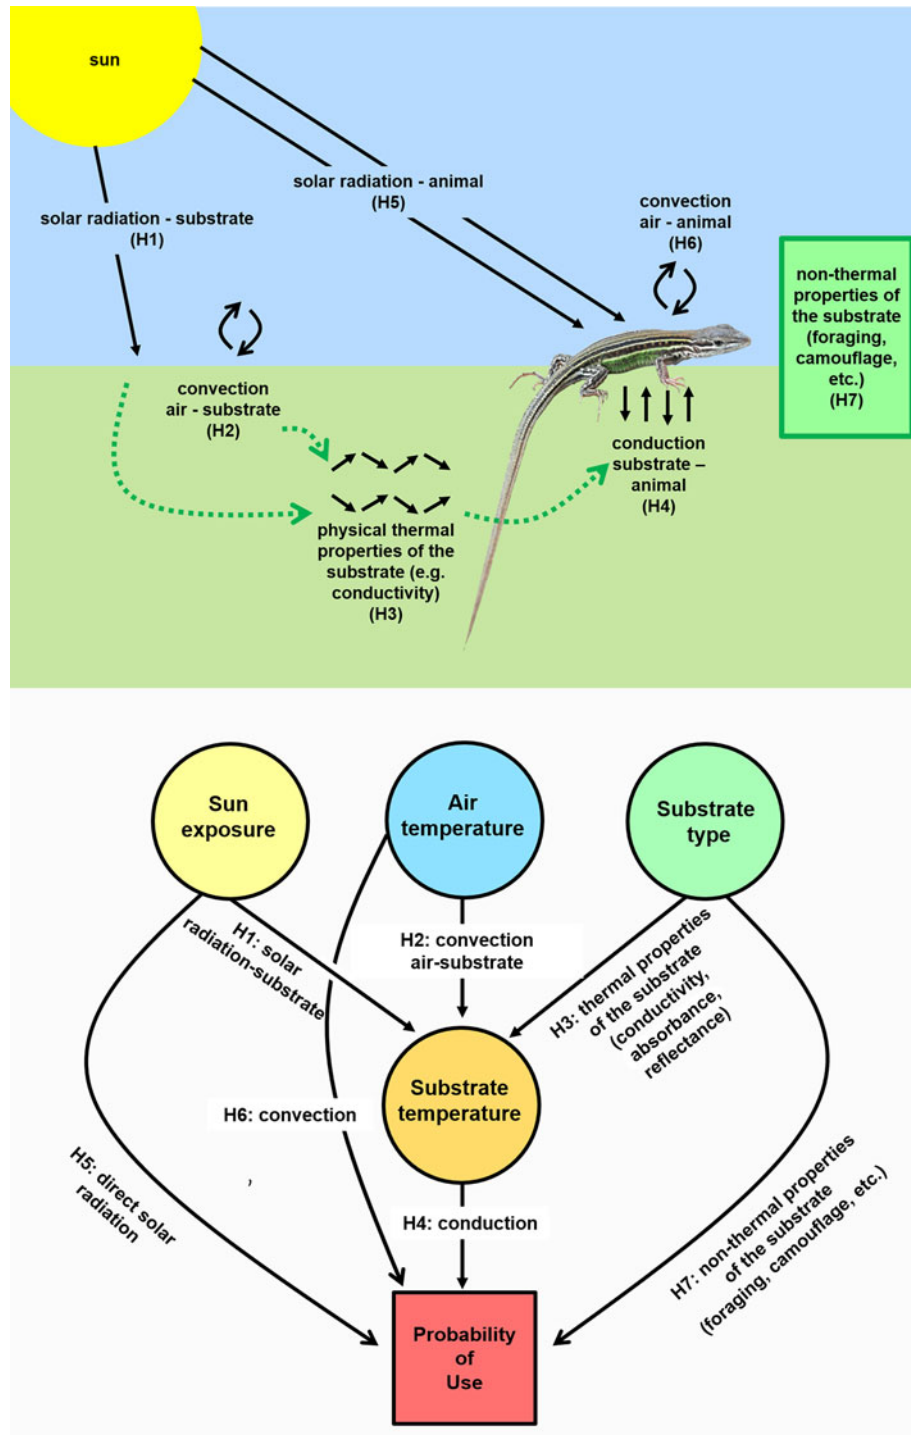 sun
solar radiation - animal
(H5)
solar radiation - substrate
(H1)
convection
air - animal
(H6)
non-thermal
properties of
the substrate
(foraging,
camouflage,
etc.)
(H7)
convection
air - substrate
(H2)
conduction
substrate –
animal
(H4)
physical thermal
properties of the
substrate (e.g.
conductivity)
(H3)
Sun
exposure
Air
temperature
Substrate
type
H1: solar
radiation-substrate
H2: convection
air-substrate
H3: thermal properties
of the substrate
(conductivity,
absorbance,
reflectance)
Substrate
temperature
H6: convection
H5: direct solar
radiation
,
H4: conduction
H7: non-thermal properties
of the substrate
(foraging, camouflage, etc.)
Probability
of
Use